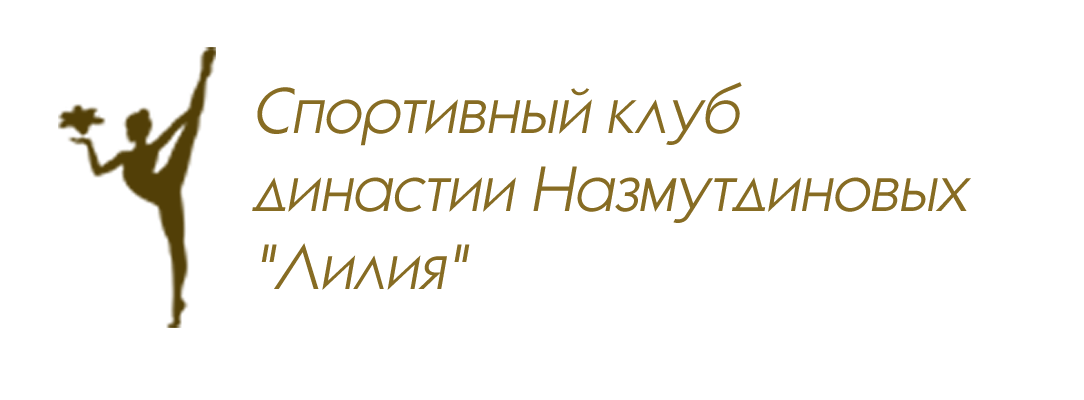 Спортивный клуб
династии Назмутдиновых
"Лилия"